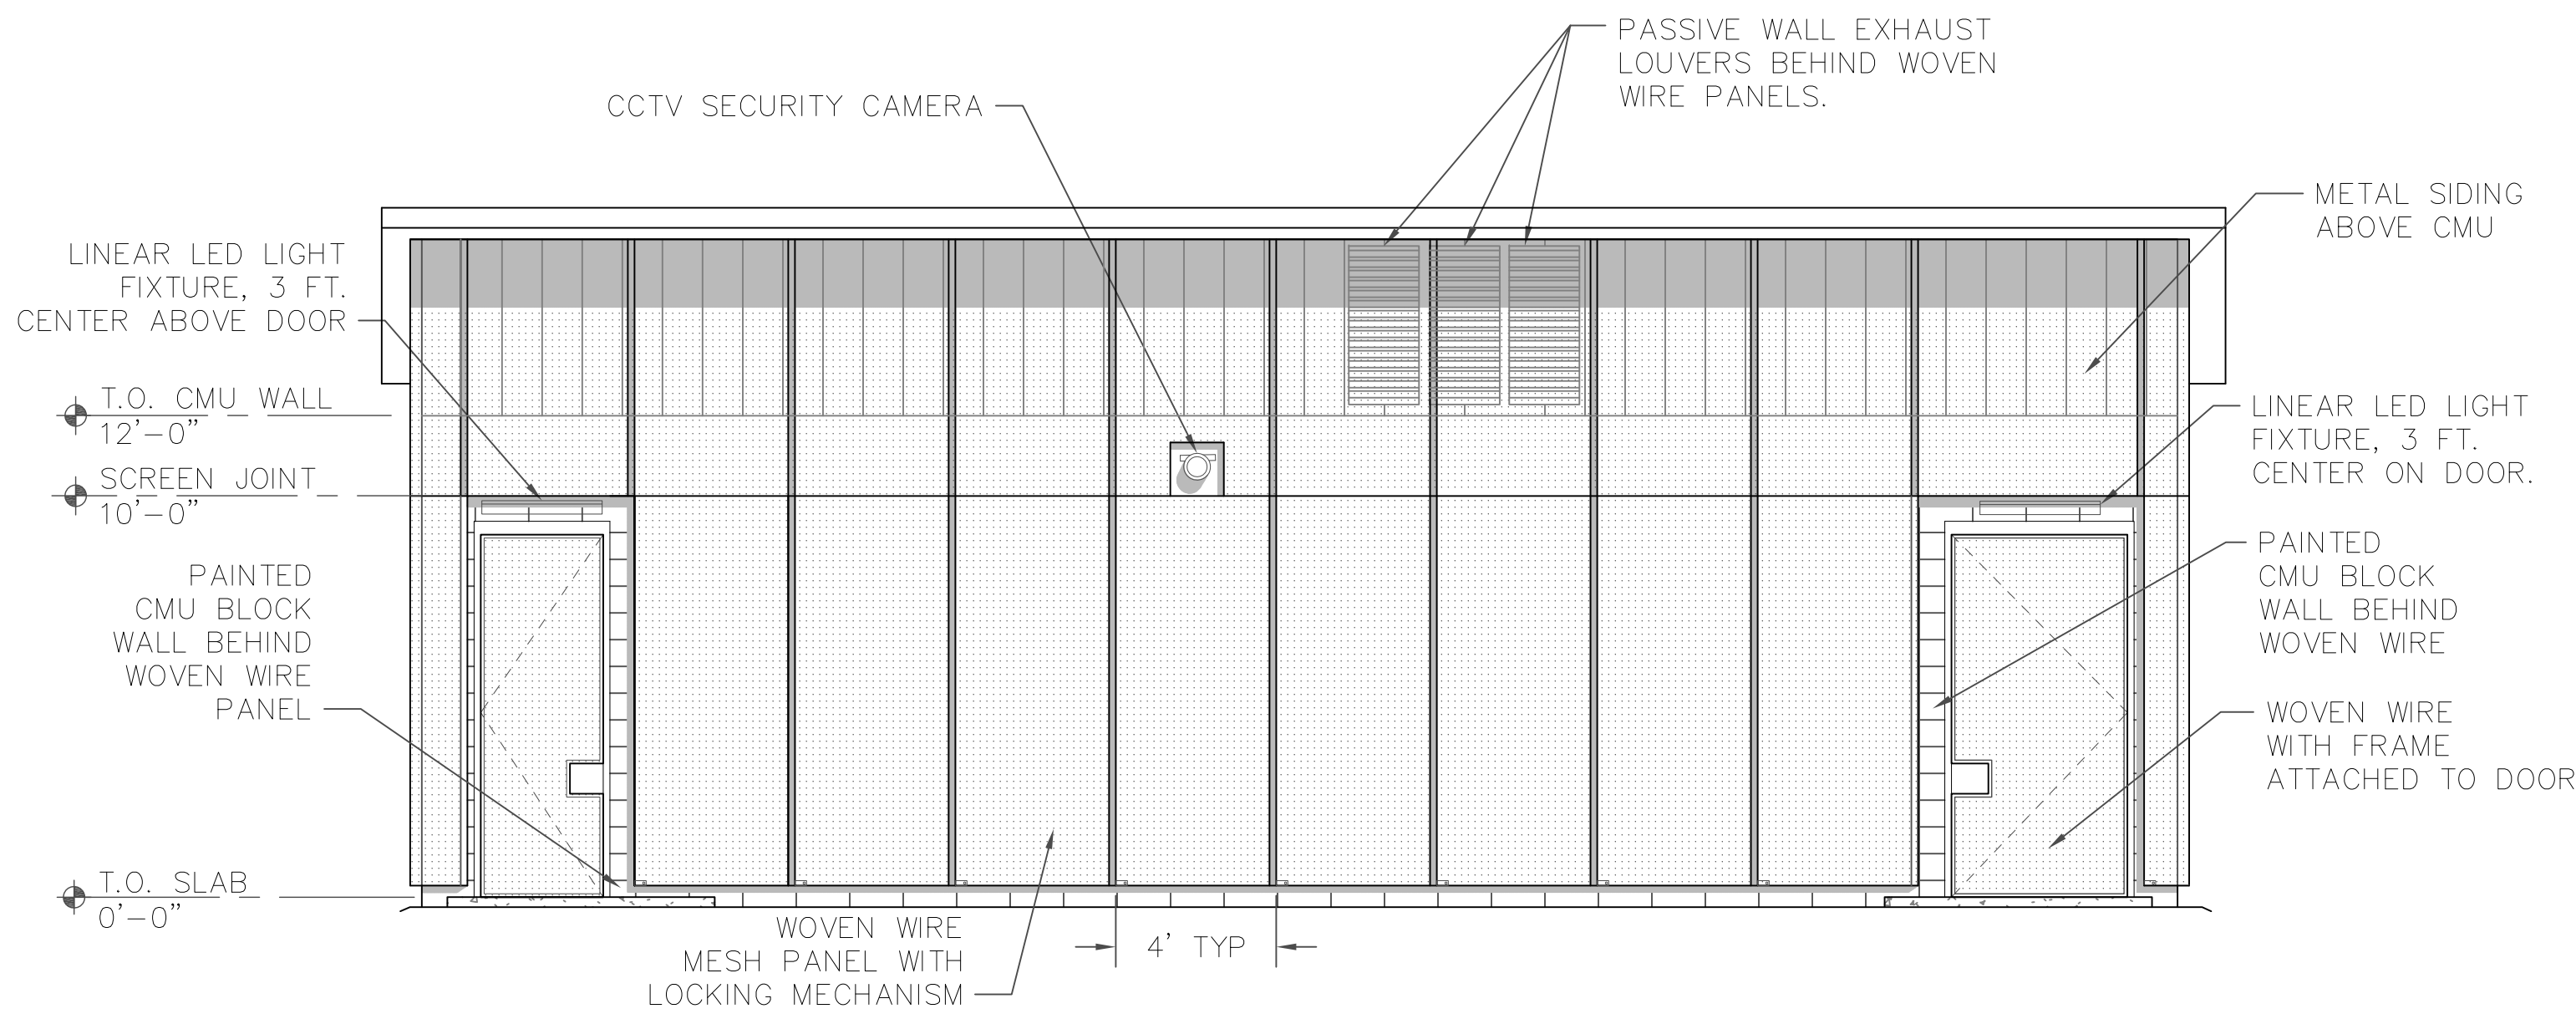 PASSIVE WALL EXHAUST
LOUVERS BEHIND WOVEN
WIRE PANELS.
CCTV SECURITY CAMERA
METAL SIDING
ABOVE CMU
LINEAR LED LIGHT
FIXTURE, 3 FT.
CENTER ABOVE DOOR
T.O. CMU WALL
12'-0"
SCREEN JOINT
10'-0"
LINEAR LED LIGHT
FIXTURE, 3 FT.
CENTER ON DOOR.
PAINTED
CMU BLOCK
WALL BEHIND
WOVEN WIRE
PANEL
PAINTED
CMU BLOCK
WALL BEHIND
WOVEN WIRE
WOVEN WIRE
WITH FRAME
ATTACHED TO DOOR
T.O. SLAB
0'-0"
WOVEN WIRE
MESH PANEL WITH
LOCKING MECHANISM
4' TYP